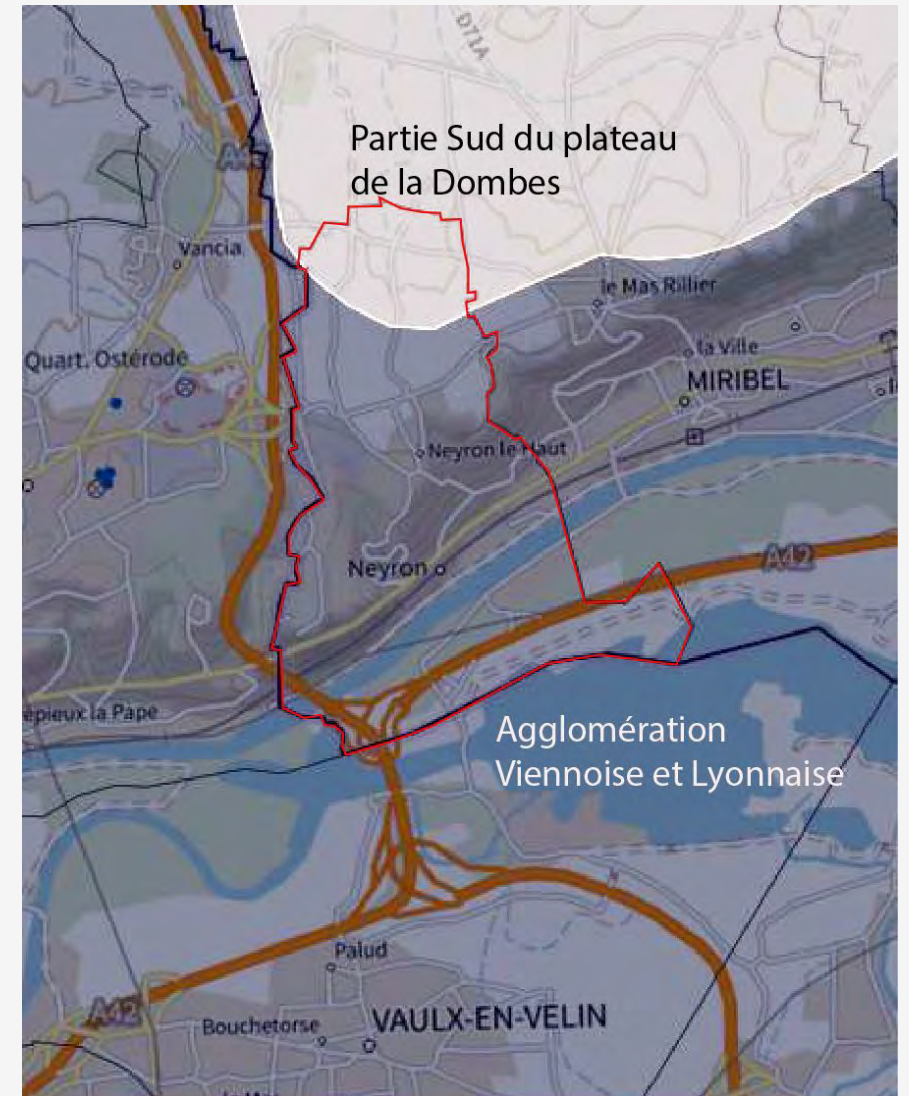 D71A
Partie Sud du plateau
de la Dombes
Vancia
le Mas Rillier
Quart. Ostérode
la Ville
MIRIBEL
Neyron le Haut
Neyron
A42
épieux la Pape
Agglomération
Viennoise et Lyonnaise
Palud
A42
Bouchetorse
VAULX-EN-VELIN